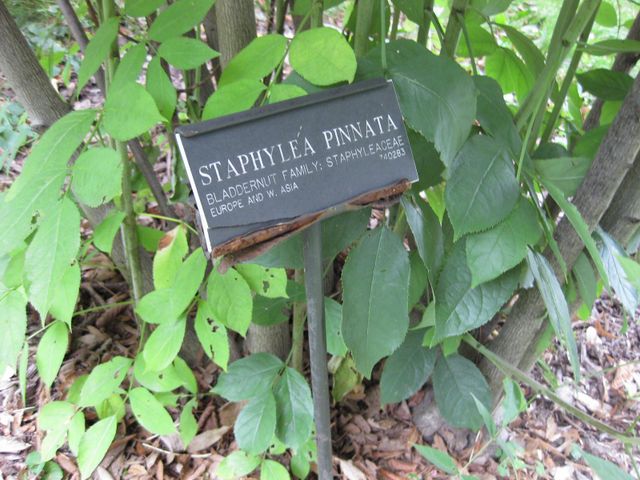 STAPHYLEA PINNATA
BLADDERNUT FAMILY: STAPHYLEACEAE
EUROPE AND W. ASIA 740283